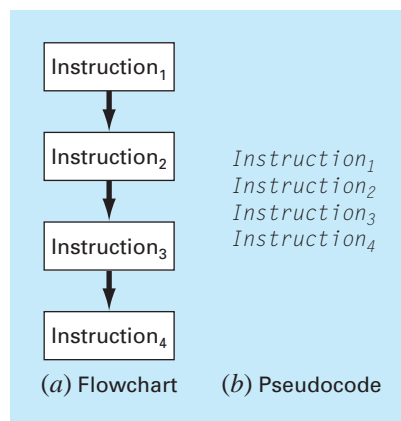 Instruction₁
Instruction₂
Instruction₃
Instruction₄
(a) Flowchart
Instruction₁
Instruction₂
Instruction₃
Instruction₄
(b) Pseudocode